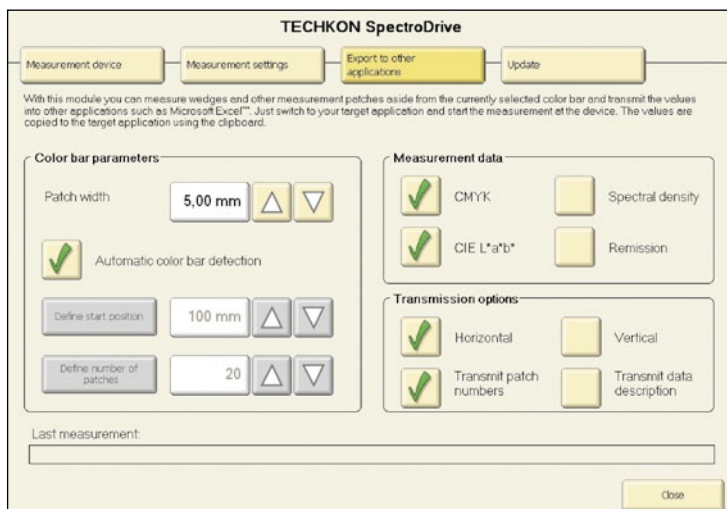 TECHKON SpectroDrive
Measurement device
Measurement settings
Export to other
applications
Update
With this module you can measure wedges and other measurement patches aside from the currently selected color bar and transmit the values
into other applications such as Microsoft Excel™. Just switch to your target application and start the measurement at the device. The values are
copied to the target application using the clipboard.
Color bar parameters
Patch width
5,00 mm
Automatic color bar detection
Define start position
100 mm
Define number of
patches
20
Measurement data
CMYK
Spectral density
CIE L*a*b*
Remission
Transmission options
Horizontal
Vertical
Transmit patch
numbers
Transmit data
description
Last measurement:
Close